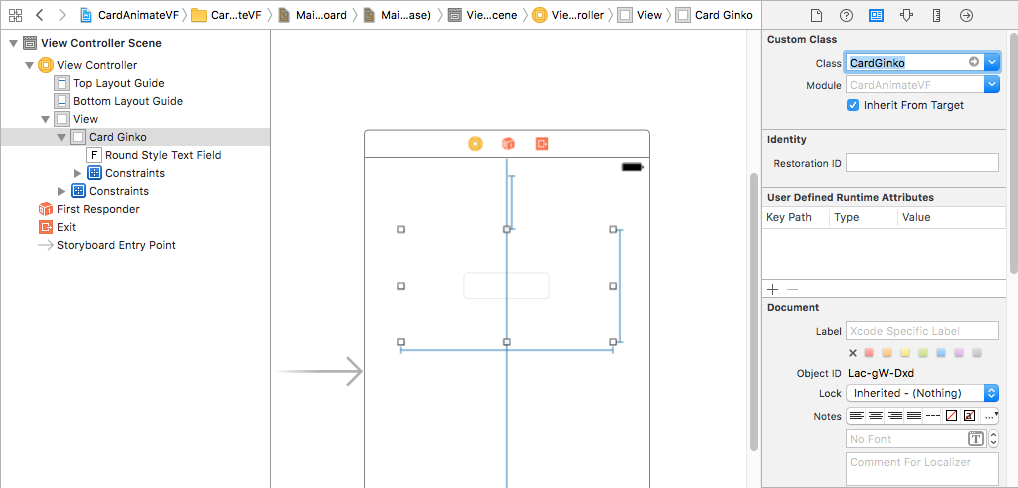 CardAnimateVF Car...teVF Mai...oard Mai...ase) Vie...cene Vie...roller View Card Ginko
View Controller Scene
View Controller
Top Layout Guide
Bottom Layout Guide
View
Card Ginko
F Round Style Text Field
Constraints
Constraints
First Responder
Exit
Storyboard Entry Point
Custom Class
Class CardGinko
Module CardAnimateVF
Inherit From Target
Identity
Restoration ID
User Defined Runtime Attributes
Key Path Type Value
Document
Label Xcode Specific Label
Object ID Lac-gW-Dxd
Lock Inherited - (Nothing)
Notes
No Font T
Comment For Localizer